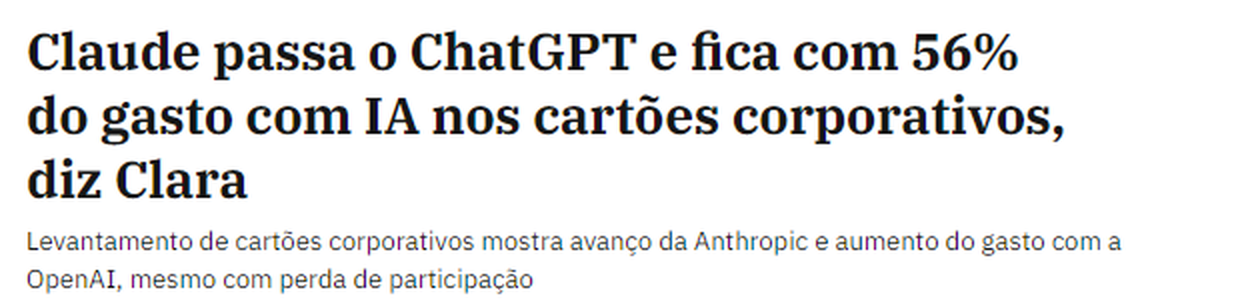 Claude passa o ChatGPT e fica com 56%
do gasto com IA nos cartões corporativos,
diz Clara
Levantamento de cartões corporativos mostra avanço da Anthropic e aumento do gasto com a
OpenAI, mesmo com perda de participação